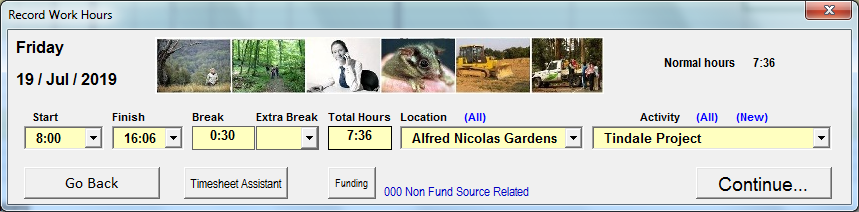 Record Work Hours
Friday
19 / Jul / 2019
Normal hours 7:36
Start Finish Break Extra Break Total Hours Location (All) Activity (All) (New)
8:00 16:06 0:30 7:36 Alfred Nicolas Gardens Tindale Project
Go Back Timesheet Assistant Funding 000 Non Fund Source Related Continue...